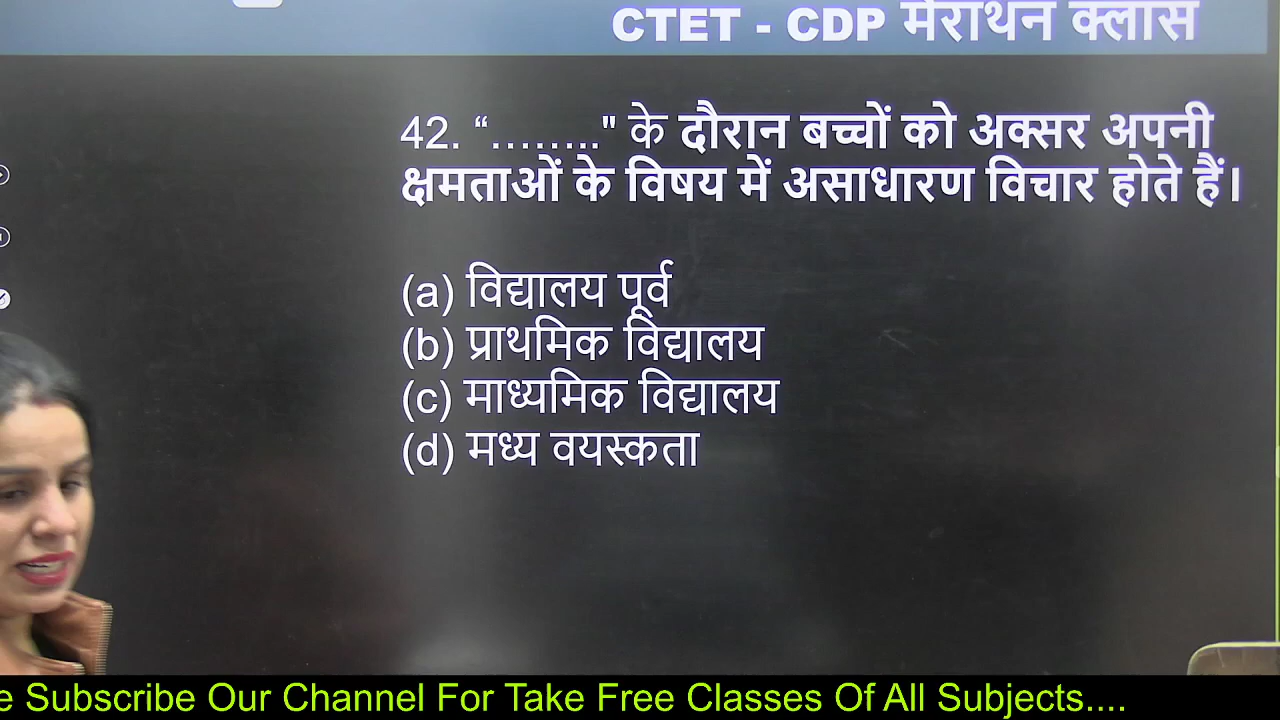 CTET - CDP मैराथन क्लास
42. “........" के दौरान बच्चों को अक्सर अपनी
क्षमताओं के विषय में असाधारण विचार होते हैं।
(a) विद्यालय पूर्व
(b) प्राथमिक विद्यालय
(c) माध्यमिक विद्यालय
(d) मध्य वयस्कता
e Subscribe Our Channel For Take Free Classes Of All Subjects....